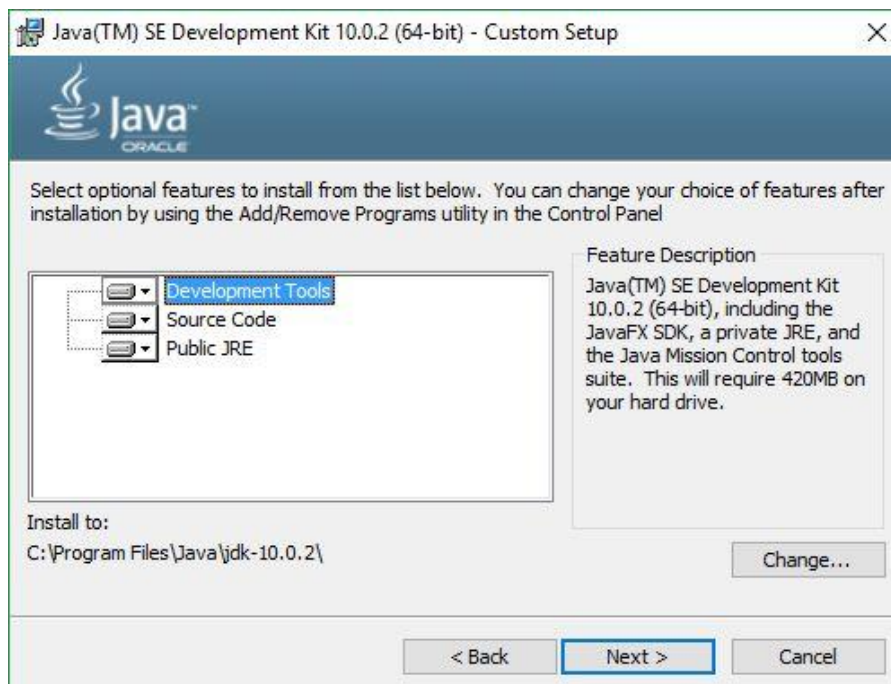 Java(TM) SE Development Kit 10.0.2 (64-bit) - Custom Setup
Java™
ORACLE
Select optional features to install from the list below.  You can change your choice of features after
installation by using the Add/Remove Programs utility in the Control Panel
Development Tools
Source Code
Public JRE
Feature Description
Java(TM) SE Development Kit
10.0.2 (64-bit), including the
JavaFX SDK, a private JRE, and
the Java Mission Control tools
suite.  This will require 420MB on
your hard drive.
Install to:
C:\Program Files\Java\jdk-10.0.2\
Change...
< Back
Next >
Cancel